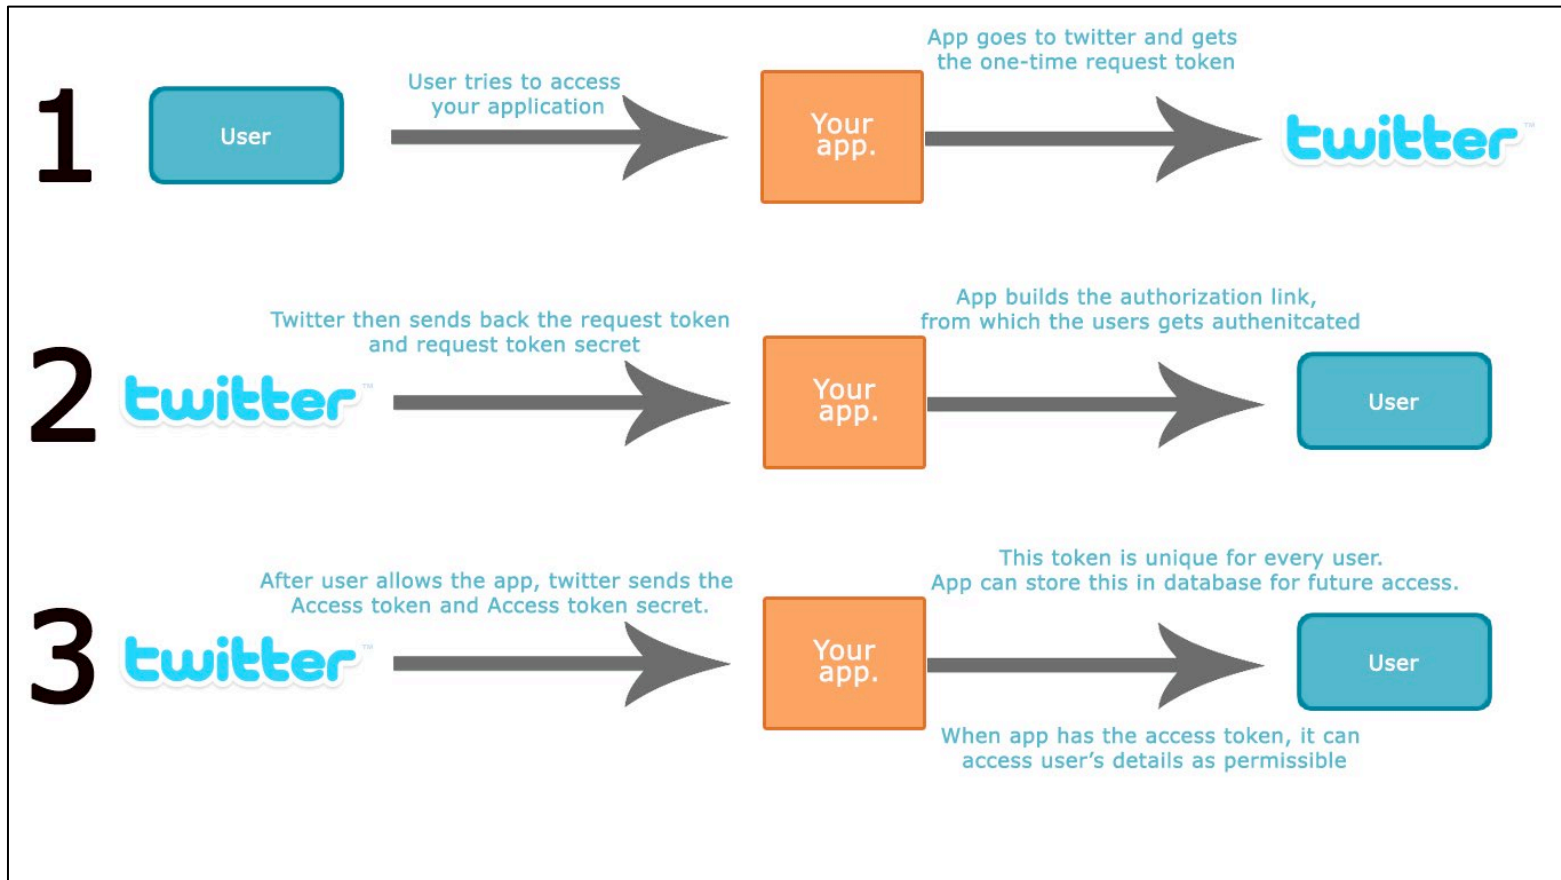 1
User
User tries to access
your application
Your
app.
App goes to twitter and gets
the one-time request token
twitter™
2
twitter™
Twitter then sends back the request token
and request token secret
Your
app.
App builds the authorization link,
from which the users gets authenitcated
User
3
twitter™
After user allows the app, twitter sends the
Access token and Access token secret.
Your
app.
This token is unique for every user.
App can store this in database for future access.
User
When app has the access token, it can
access user’s details as permissible